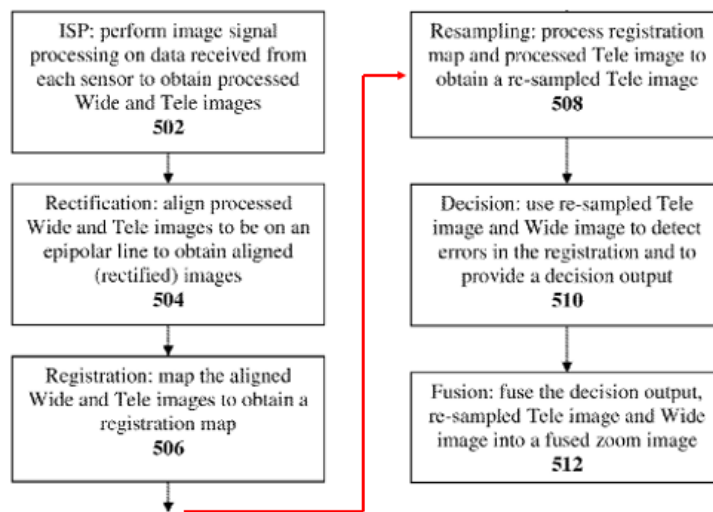 ISP: perform image signal
processing on data received from
each sensor to obtain processed
Wide and Tele images
502
Rectification: align processed
Wide and Tele images to be on an
epipolar line to obtain aligned
(rectified) images
504
Registration: map the aligned
Wide and Tele images to obtain a
registration map
506
Resampling: process registration
map and processed Tele image to
obtain a re-sampled Tele image
508
Decision: use re-sampled Tele
image and Wide image to detect
errors in the registration and to
provide a decision output
510
Fusion: fuse the decision output,
re-sampled Tele image and Wide
image into a fused zoom image
512